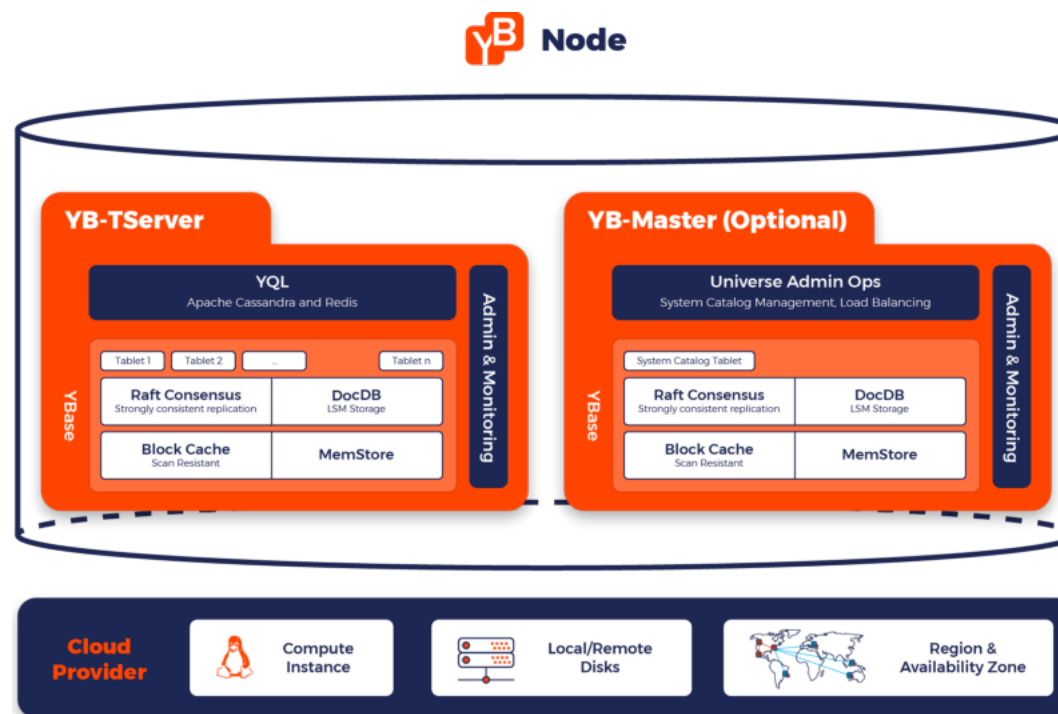 YB Node
YB-TServer
YQL
Apache Cassandra and Redis
YBase
Tablet 1
Tablet 2
...
Tablet n
Raft Consensus
Strongly consistent replication
DocDB
LSM Storage
Block Cache
Scan Resistant
MemStore
Admin & Monitoring
YB-Master (Optional)
Universe Admin Ops
System Catalog Management, Load Balancing
YBase
System Catalog Tablet
Raft Consensus
Strongly consistent replication
DocDB
LSM Storage
Block Cache
Scan Resistant
MemStore
Admin & Monitoring
Cloud
Provider
Compute
Instance
Local/Remote
Disks
Region &
Availability Zone